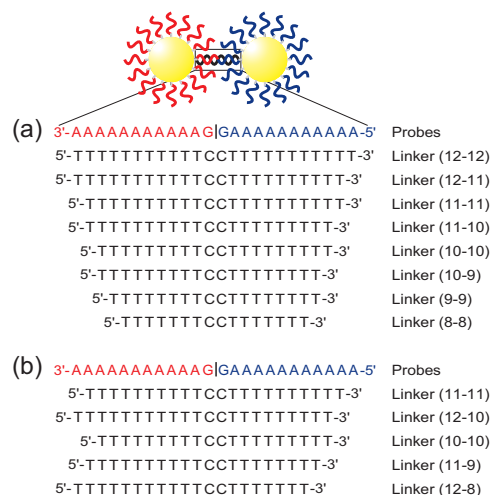 (a) 3'-AAAAAAAAAAAG|GAAAAAAAAAAA-5' Probes
5'-TTTTTTTTTTTCCTTTTTTTTTTT-3' Linker (12-12)
5'-TTTTTTTTTTTCCTTTTTTTTTT-3' Linker (12-11)
5'-TTTTTTTTTTCCTTTTTTTTTT-3' Linker (11-11)
5'-TTTTTTTTTTCCTTTTTTTTT-3' Linker (11-10)
5'-TTTTTTTTTCCTTTTTTTTT-3' Linker (10-10)
5'-TTTTTTTTTCCTTTTTTTT-3' Linker (10-9)
5'-TTTTTTTTCCTTTTTTTT-3' Linker (9-9)
5'-TTTTTTTCCTTTTTTT-3' Linker (8-8)
(b) 3'-AAAAAAAAAAAG|GAAAAAAAAAAA-5' Probes
5'-TTTTTTTTTTCCTTTTTTTTTT-3' Linker (11-11)
5'-TTTTTTTTTTTCCTTTTTTTTT-3' Linker (12-10)
5'-TTTTTTTTTCCTTTTTTTTT-3' Linker (10-10)
5'-TTTTTTTTTTCCTTTTTTTT-3' Linker (11-9)
5'-TTTTTTTTTTTCCTTTTTTT-3' Linker (12-8)